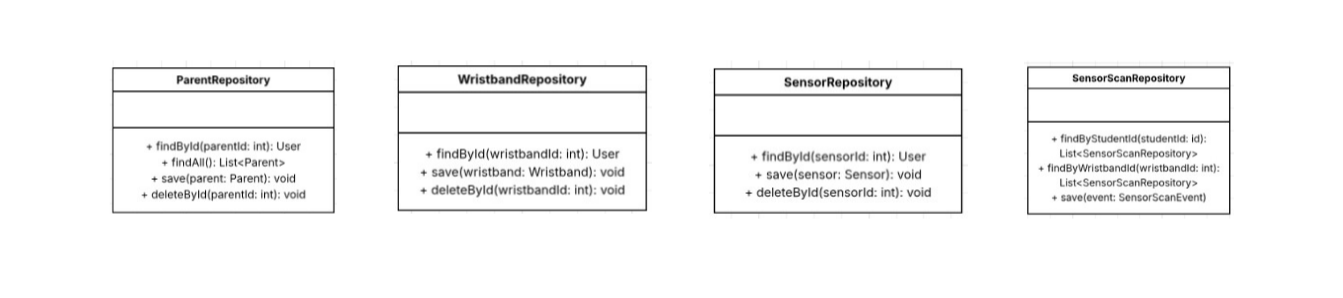 ParentRepository
+ findById(parentId: int): User
+ findAll(): List<Parent>
+ save(parent: Parent): void
+ deleteById(parentId: int): void
WristbandRepository
+ findById(wristbandId: int): User
+ save(wristband: Wristband): void
+ deleteById(wristbandId: int): void
SensorRepository
+ findById(sensorId: int): User
+ save(sensor: Sensor): void
+ deleteById(sensorId: int): void
SensorScanRepository
+ findByStudentId(studentId: id):
List<SensorScanRepository>
+ findByWristbandId(wristbandId: int):
List<SensorScanRepository>
+ save(event: SensorScanEvent)